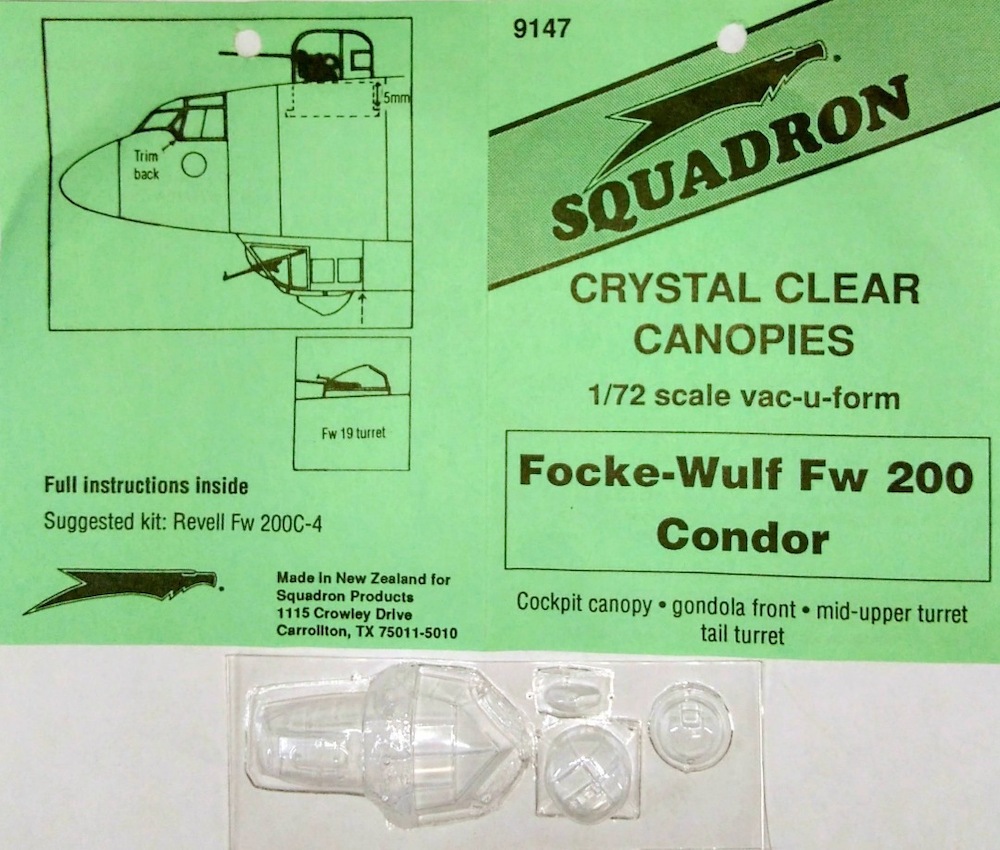 5mm
Trim
back
Fw 19 turret
Full instructions inside
Suggested kit: Revell Fw 200C-4
Made in New Zealand for
Squadron Products
1115 Crowley Drive
Carrollton, TX 75011-5010
9147
SQUADRON
CRYSTAL CLEAR
CANOPIES
1/72 scale vac-u-form
Focke-Wulf Fw 200
Condor
Cockpit canopy • gondola front • mid-upper turret
tail turret